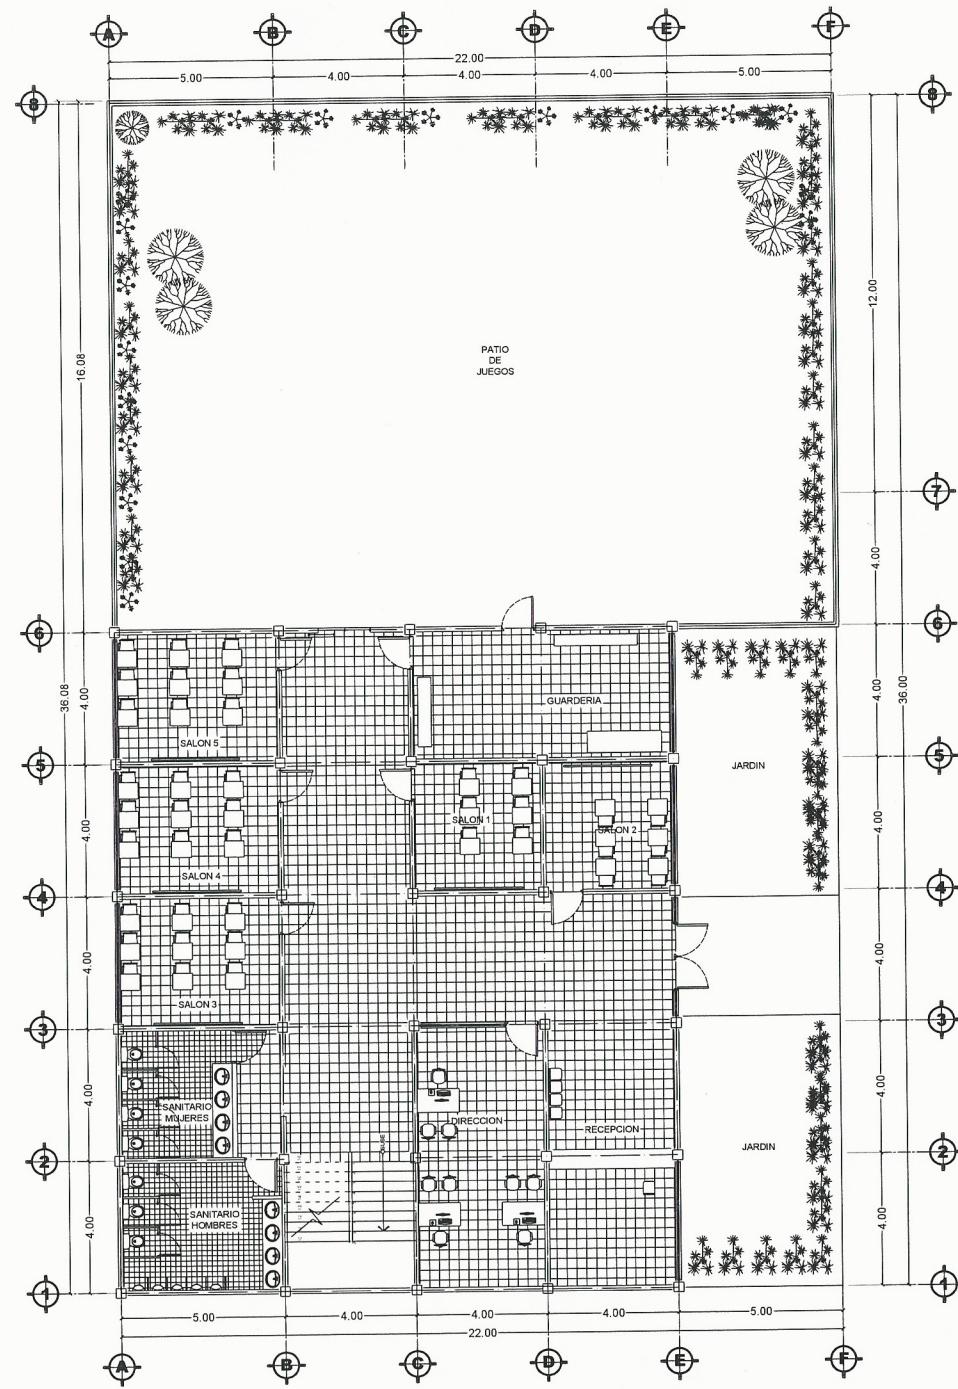 A B C D E F
22.00
5.00 4.00 4.00 4.00 5.00
8 8
12.00
16.08
PATIO
DE
JUEGOS
7
4.00
6 6
36.08 4.00 4.00 36.00
GUARDERIA
SALON 5
5 5
JARDIN
4.00 SALON 1 SALON 2 4.00
SALON 4
4 4
4.00 4.00
SALON 3
3 3
4.00 4.00
SANITARIO
MUJERES
DIRECCION
RECEPCION
SUBE
JARDIN
2 2
4.00 4.00
SANITARIO
HOMBRES
1 1
5.00 4.00 4.00 4.00 5.00
22.00
A B C D E F